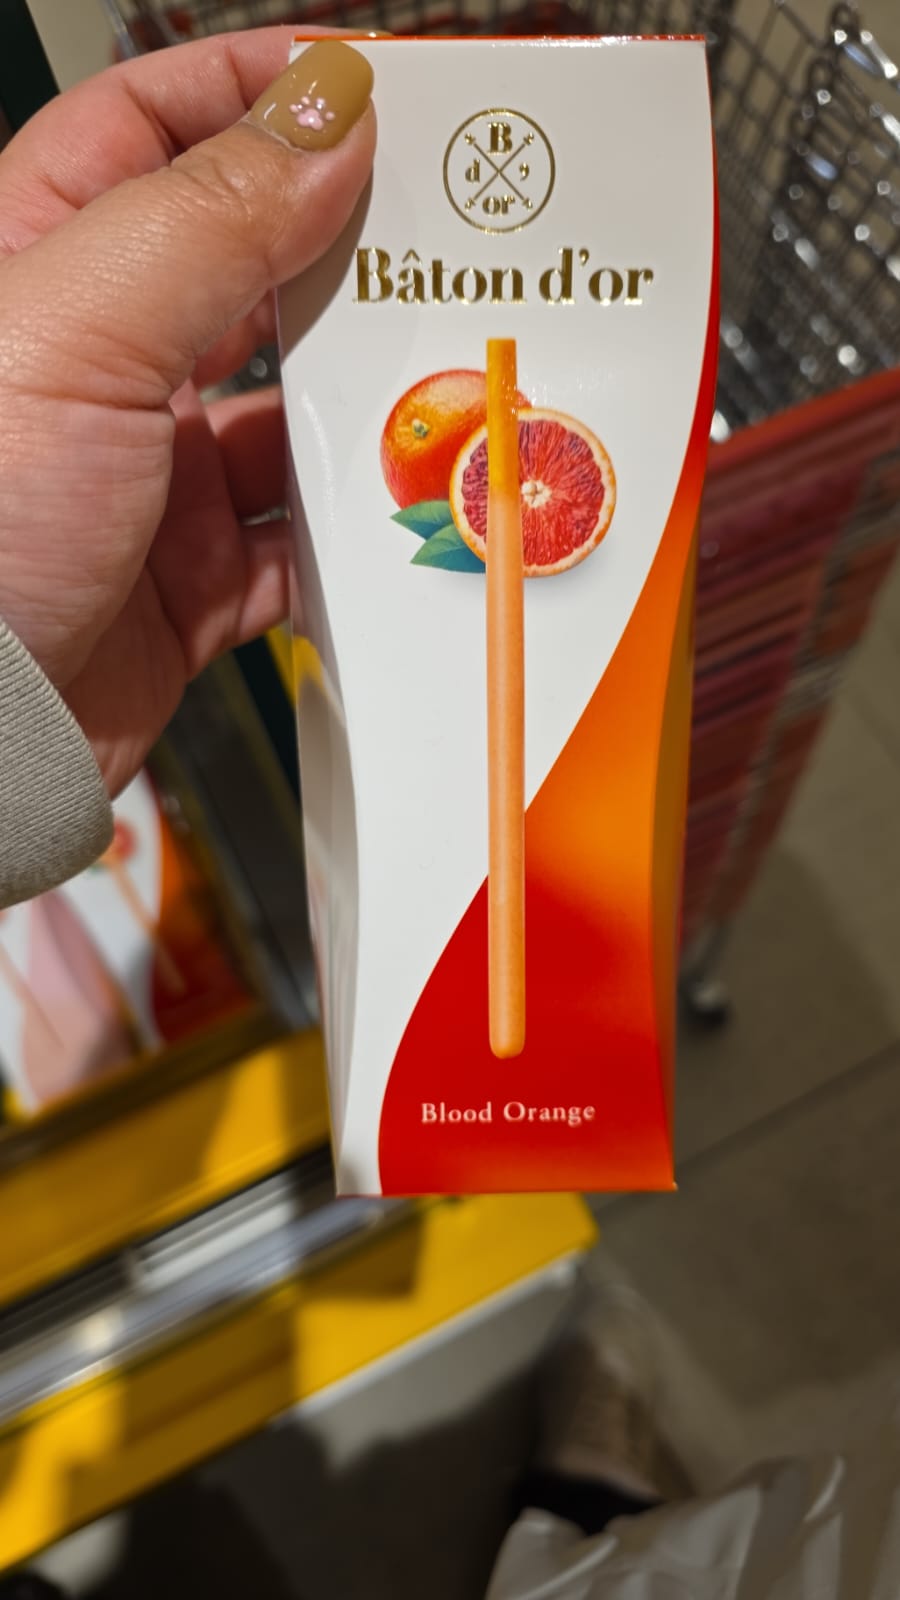 B
d ’
or
Bâton d’or
Blood Orange